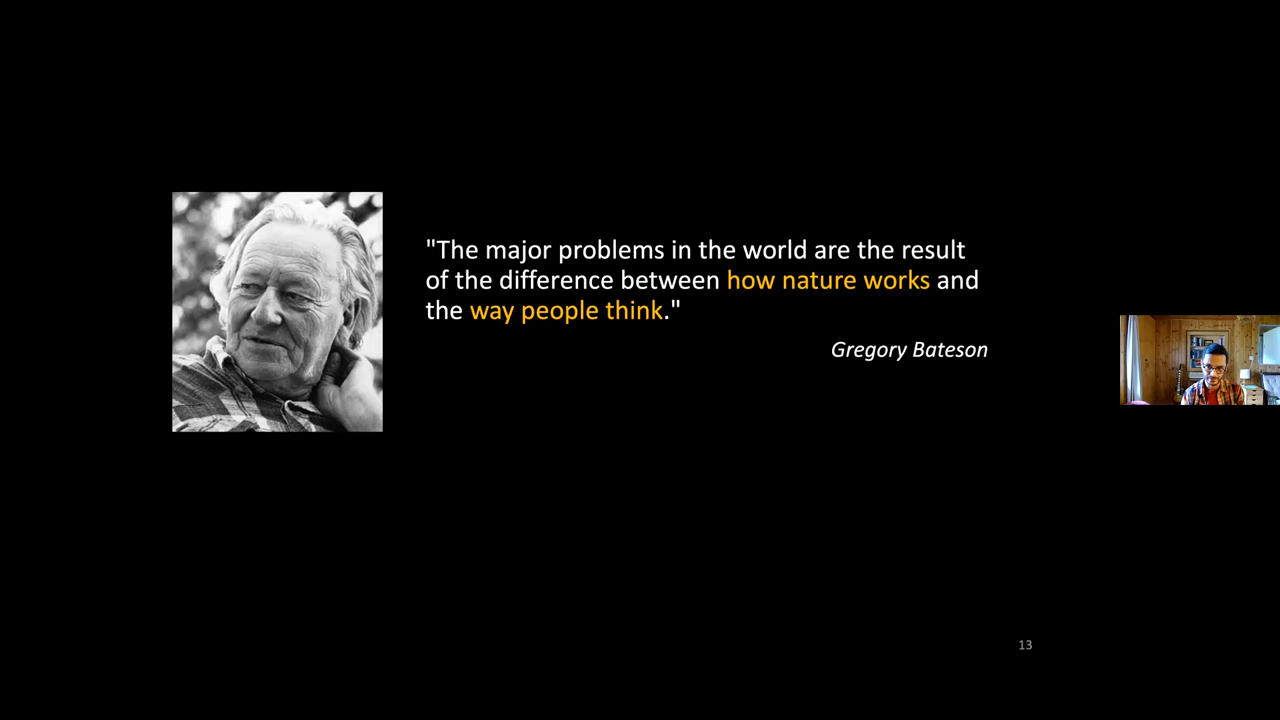 "The major problems in the world are the result
of the difference between how nature works and
the way people think."
Gregory Bateson
13